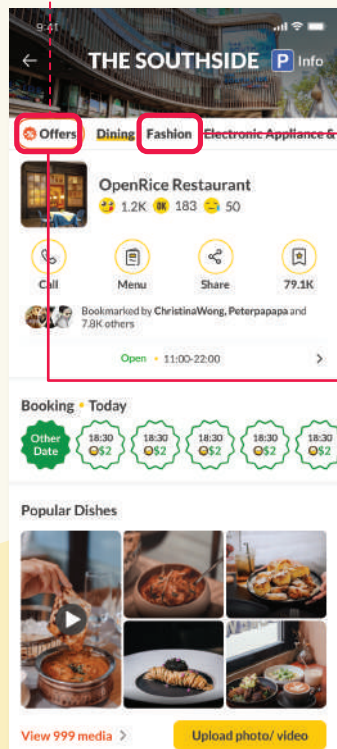 9:41
THE SOUTHSIDE P Info
Offers Dining Fashion Electronic Appliance &
OpenRice Restaurant
1.2K OK 183 50
Call Menu Share 79.1K
Bookmarked by ChristinaWong, Peterpapapa and
7.8K others
Open • 11:00-22:00
Booking • Today
Other
Date
18:30
$2
18:30
$2
18:30
$2
18:30
$2
18:30
$2
Popular Dishes
View 999 media
Upload photo/ video